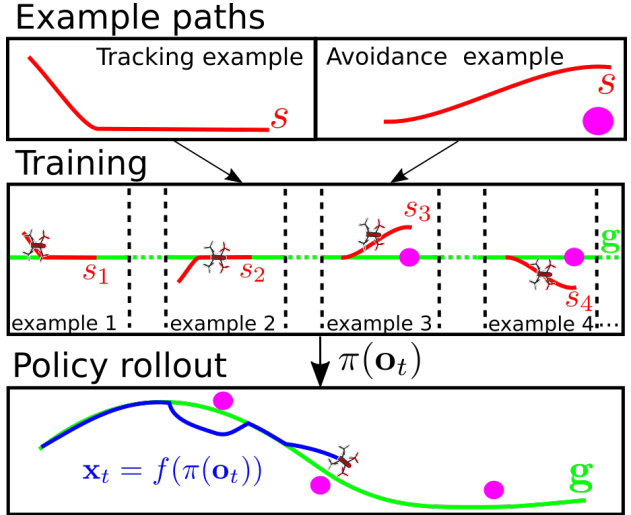 Example paths
Tracking example
s
Avoidance example
s
Training
s₁
s₂
s₃
s₄
g
example 1
example 2
example 3
example 4
...
Policy rollout
π(oₜ)
xₜ = f(π(oₜ))
g